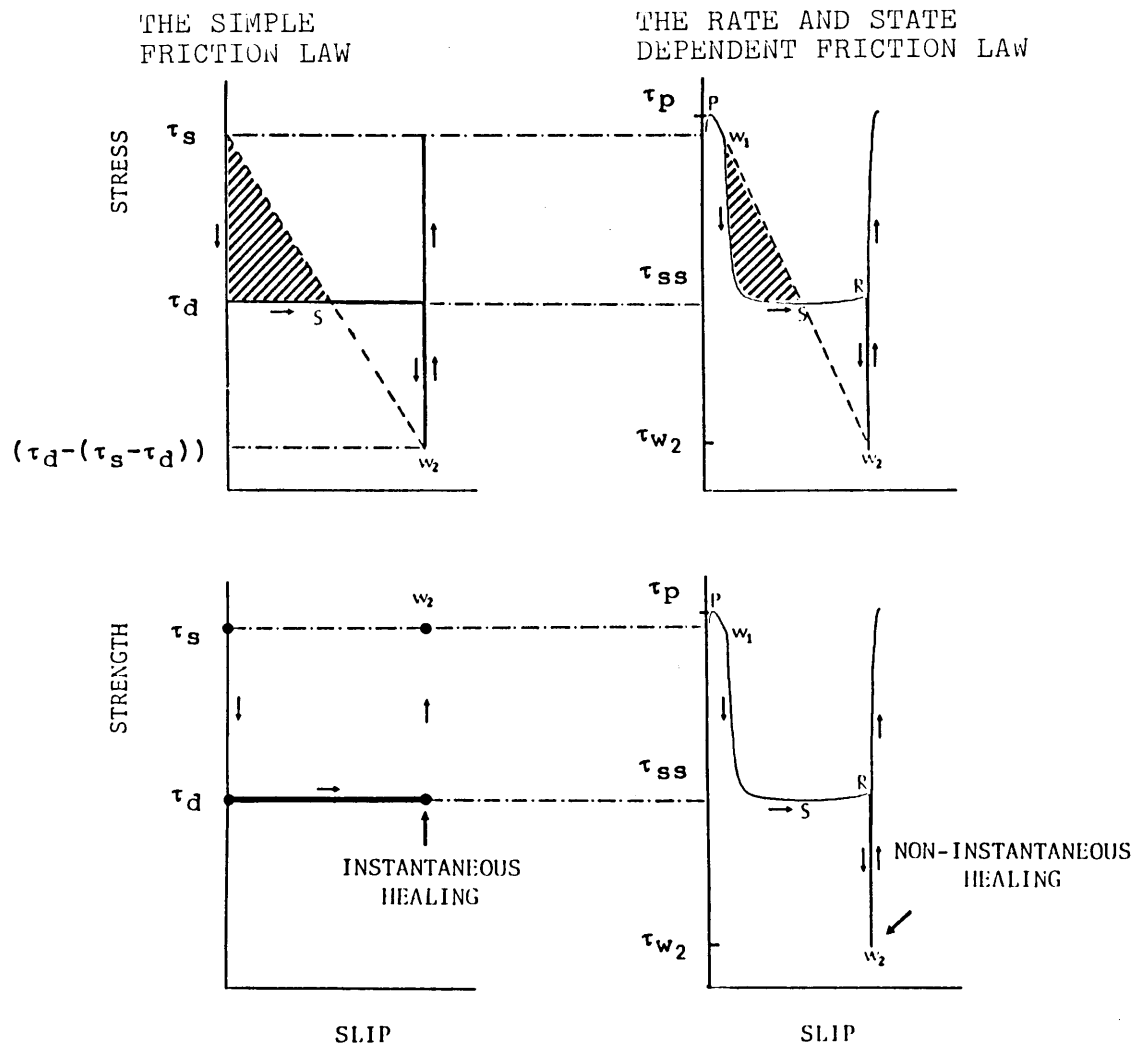 THE SIMPLE
FRICTION LAW
THE RATE AND STATE
DEPENDENT FRICTION LAW
STRESS
τs
τd
S
(τd-(τs-τd))
W2
τp
P
W1
τss
R
S
τw2
W2
STRENGTH
τs
W2
τd
INSTANTANEOUS
HEALING
SLIP
τp
P
W1
τss
R
S
NON-INSTANTANEOUS
HEALING
τw2
W2
SLIP